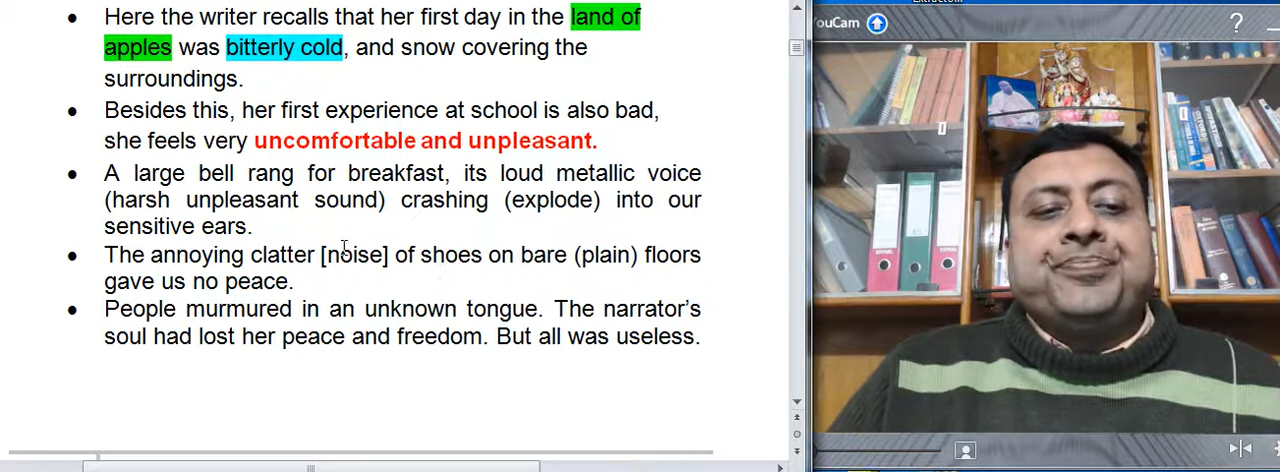 Extractor...
YouCam
?
Here the writer recalls that her first day in the land of
apples was bitterly cold, and snow covering the
surroundings.
Besides this, her first experience at school is also bad,
she feels very uncomfortable and unpleasant.
A large bell rang for breakfast, its loud metallic voice
(harsh unpleasant sound) crashing (explode) into our
sensitive ears.
The annoying clatter [noise] of shoes on bare (plain) floors
gave us no peace.
People murmured in an unknown tongue. The narrator's
soul had lost her peace and freedom. But all was useless.
OXFORD